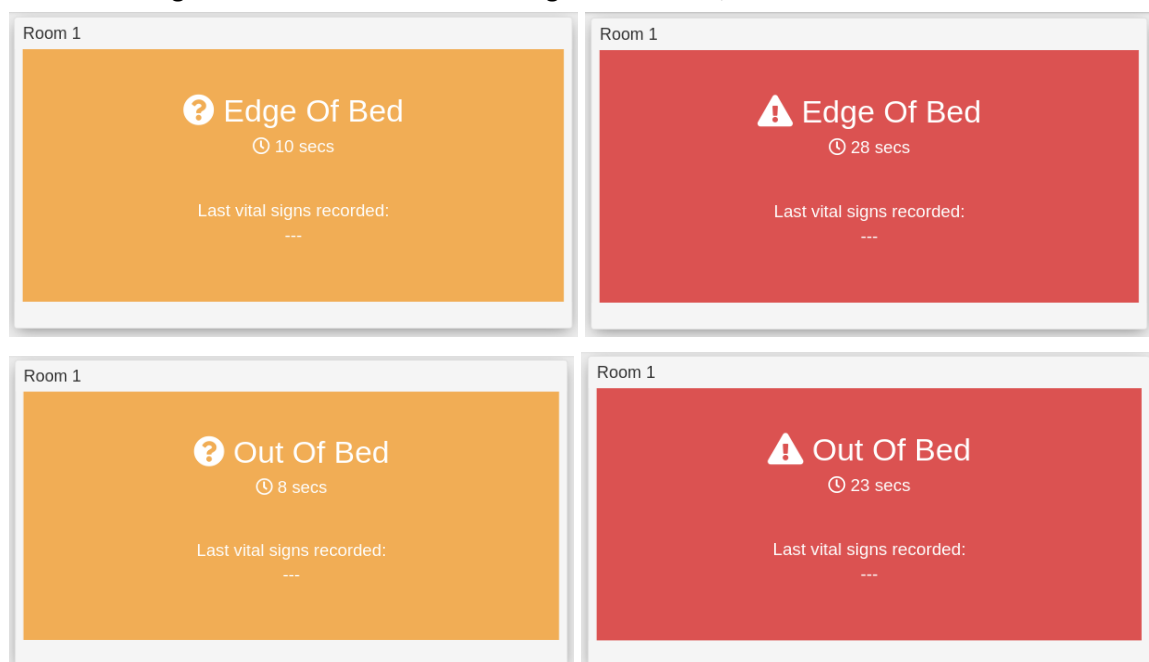 Room 1
Edge Of Bed
10 secs
Last vital signs recorded:
---
Room 1
Edge Of Bed
28 secs
Last vital signs recorded:
---
Room 1
Out Of Bed
8 secs
Last vital signs recorded:
---
Room 1
Out Of Bed
23 secs
Last vital signs recorded:
---